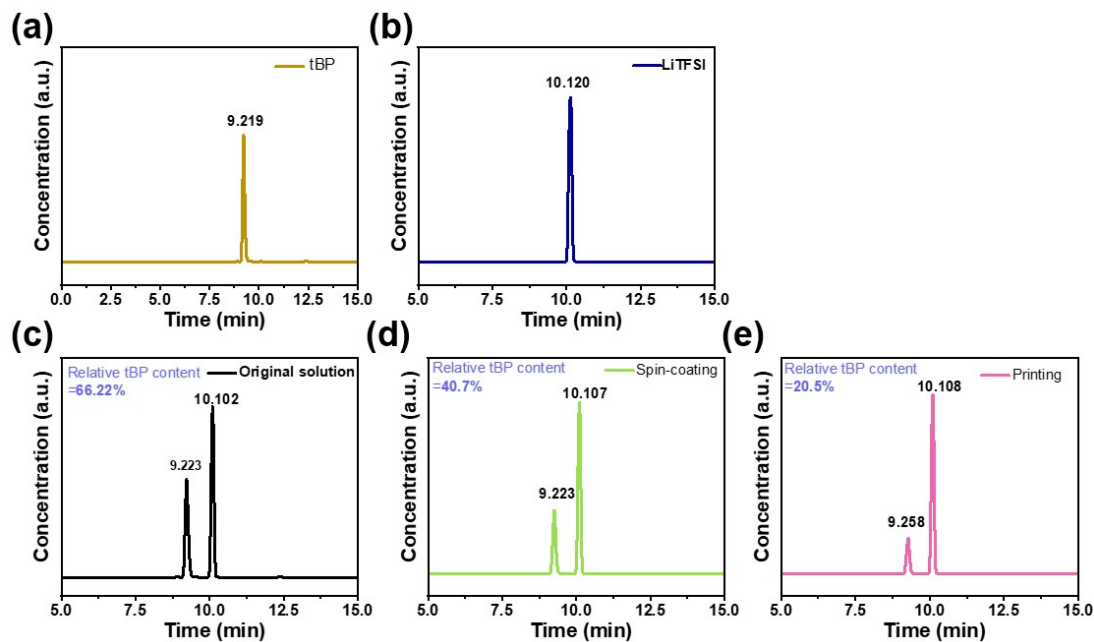 (a)
tBP
9.219
Concentration (a.u.)
0.0 2.5 5.0 7.5 10.0 12.5 15.0
Time (min)
(b)
LiTFSI
10.120
Concentration (a.u.)
5.0 7.5 10.0 12.5 15.0
Time (min)
(c)
Relative tBP content
=66.22%
Original solution
10.102
9.223
Concentration (a.u.)
5.0 7.5 10.0 12.5 15.0
Time (min)
(d)
Relative tBP content
=40.7%
Spin-coating
10.107
9.223
Concentration (a.u.)
5.0 7.5 10.0 12.5 15.0
Time (min)
(e)
Relative tBP content
=20.5%
Printing
10.108
9.258
Concentration (a.u.)
5.0 7.5 10.0 12.5 15.0
Time (min)